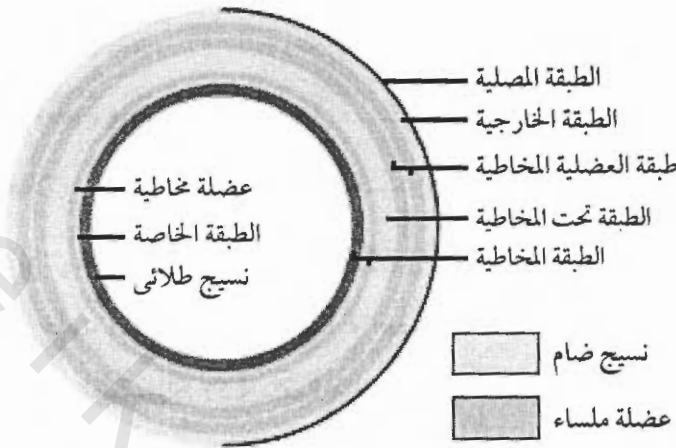 الطبقة المصلية
الطبقة الخارجية
طبقة العضلية المخاطية
الطبقة تحت المخاطية
الطبقة المخاطية
عضلة مخاطية
الطبقة الخاصة
نسيج طلائى
نسيج ضام
عضلة ملساء